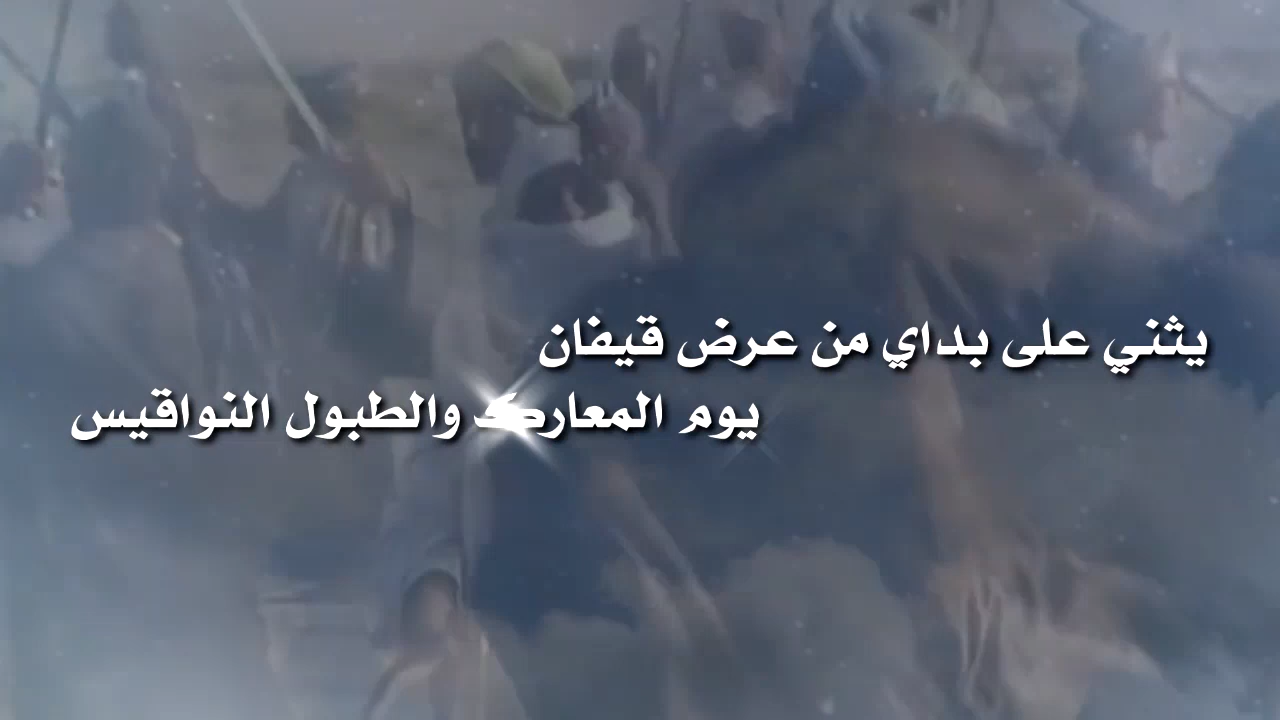 يثني على بداي من عرض قيفان
يوم المعارك والطبول النواقيس